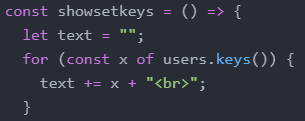 const showsetkeys = () => {
  let text = "";
  for (const x of users.keys()) {
    text += x + "<br>";
  }